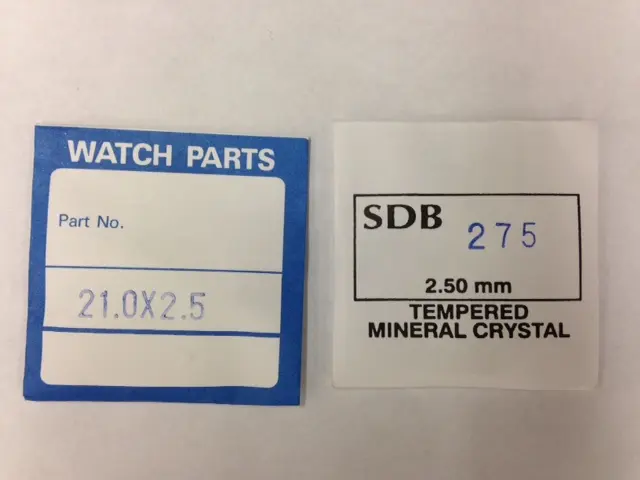 WATCH PARTS
Part No.
21.0X2.5
SDB 275
2.50 mm
TEMPERED
MINERAL CRYSTAL